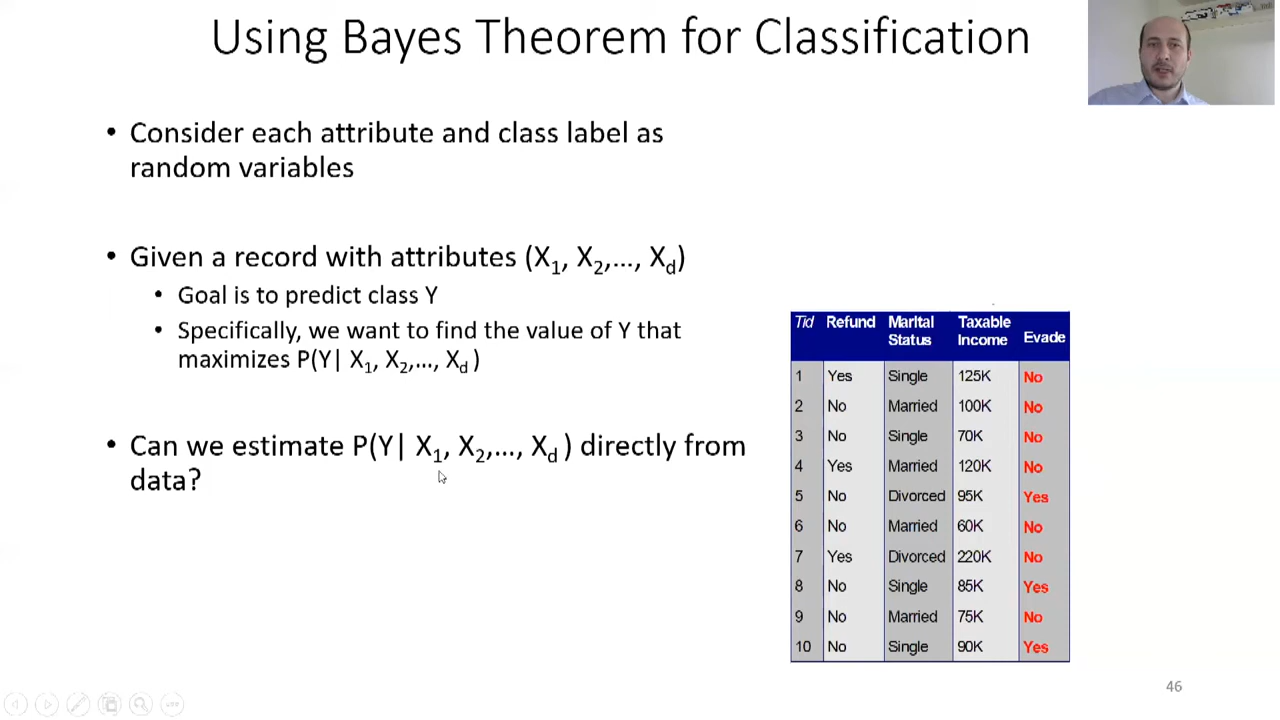 Using Bayes Theorem for Classification
• Consider each attribute and class label as
random variables
• Given a record with attributes (X1, X2,..., Xd)
• Goal is to predict class Y
• Specifically, we want to find the value of Y that
maximizes P(Y| X1, X2,..., Xd )
• Can we estimate P(Y| X1, X2,..., Xd ) directly from
data?
Tid Refund Marital Status Taxable Income Evade
1 Yes Single 125K No
2 No Married 100K No
3 No Single 70K No
4 Yes Married 120K No
5 No Divorced 95K Yes
6 No Married 60K No
7 Yes Divorced 220K No
8 No Single 85K Yes
9 No Married 75K No
10 No Single 90K Yes
46